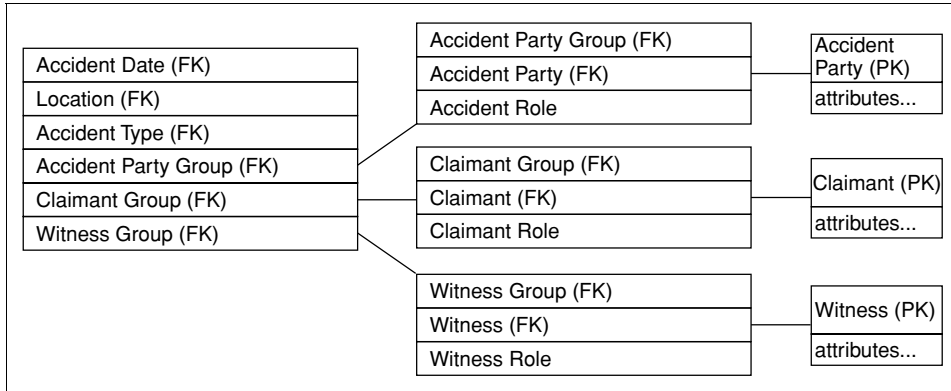 Accident Date (FK)
Location (FK)
Accident Type (FK)
Accident Party Group (FK)
Claimant Group (FK)
Witness Group (FK)
Accident Party Group (FK)
Accident Party (FK)
Accident Role
Claimant Group (FK)
Claimant (FK)
Claimant Role
Witness Group (FK)
Witness (FK)
Witness Role
Accident
Party (PK)
attributes...
Claimant (PK)
attributes...
Witness (PK)
attributes...